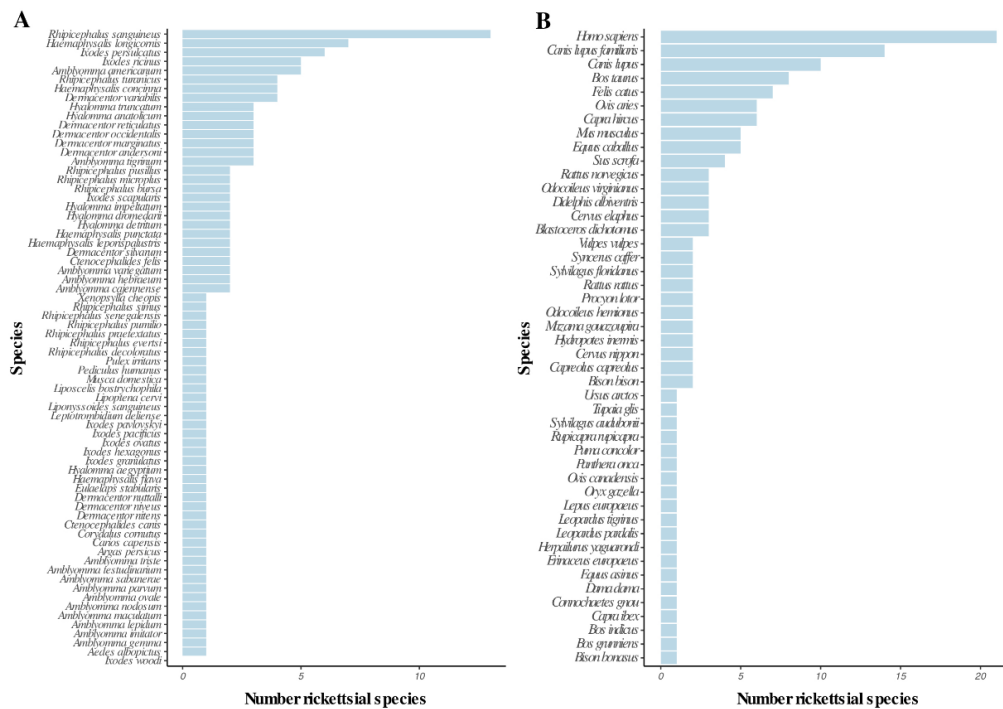 A
Rhipicephalus sanguineus
Haemaphysalis longicornis
Ixodes persulcatus
Ixodes ricinus
Amblyomma americanum
Rhipicephalus turanicus
Haemaphysalis concinna
Dermacentor variabilis
Hyalomma truncatum
Hyalomma anatolicum
Dermacentor reticulatus
Dermacentor occidentalis
Dermacentor marginatus
Dermacentor andersoni
Amblyomma tigrinum
Rhipicephalus pusillus
Rhipicephalus microplus
Rhipicephalus bursa
Ixodes scapularis
Hyalomma impeltatum
Hyalomma dromedarii
Hyalomma detritum
Haemaphysalis punctata
Haemaphysalis leporispalustris
Dermacentor silvarum
Ctenocephalides felis
Amblyomma variegatum
Amblyomma hebraeum
Amblyomma cajennense
Xenopsylla cheopis
Rhipicephalus simus
Rhipicephalus senegalensis
Rhipicephalus pumilio
Rhipicephalus praetextatus
Rhipicephalus evertsi
Rhipicephalus decoloratus
Pulex irritans
Pediculus humanus
Musca domestica
Liposcelis bostrychophila
Lipoptena cervi
Liponyssoides sanguineus
Leptotrombidium deliense
Ixodes pavlovskyi
Ixodes pacificus
Ixodes ovatus
Ixodes hexagonus
Ixodes granulatus
Hyalomma aegyptium
Haemaphysalis flava
Eulaelaps stabularis
Dermacentor nuttalli
Dermacentor niveus
Dermacentor nitens
Ctenocephalides canis
Corydalus cornutus
Carios capensis
Argas persicus
Amblyomma triste
Amblyomma testudinarium
Amblyomma sabanerae
Amblyomma parvum
Amblyomma ovale
Amblyomma nodosum
Amblyomma maculatum
Amblyomma lepidum
Amblyomma imitator
Amblyomma gemma
Aedes albopictus
Ixodes woodi
Species
0 5 10
Number rickettsial species
B
Homo sapiens
Canis lupus familiaris
Canis lupus
Bos taurus
Felis catus
Ovis aries
Capra hircus
Mus musculus
Equus caballus
Sus scrofa
Rattus norvegicus
Odocoileus virginianus
Didelphis albiventris
Cervus elaphus
Blastoceros dichotomus
Vulpes vulpes
Syncerus caffer
Sylvilagus floridanus
Rattus rattus
Procyon lotor
Odocoileus hemionus
Mazama gouazoupira
Hydropotes inermis
Cervus nippon
Capreolus capreolus
Bison bison
Ursus arctos
Tupaia glis
Sylvilagus audubonii
Rupicapra rupicapra
Puma concolor
Panthera onca
Ovis canadensis
Oryx gazella
Lepus europaeus
Leopardus tigrinus
Leopardus pardalis
Herpailurus yaguarondi
Erinaceus europaeus
Equus asinus
Dama dama
Connochaetes gnou
Capra ibex
Bos indicus
Bos grunniens
Bison bonasus
Species
0 5 10 15 20
Number rickettsial species